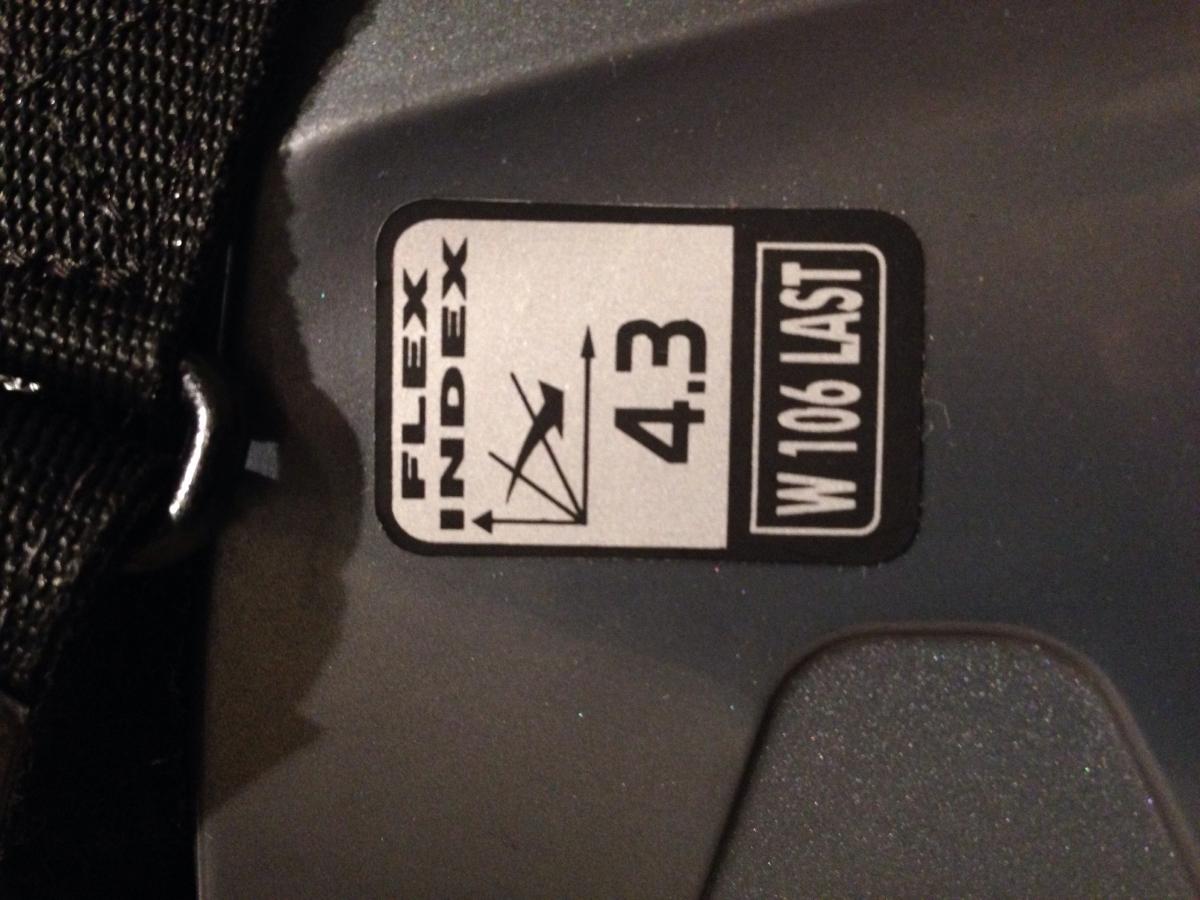 FLEX
INDEX
4.3
W 106 LAST